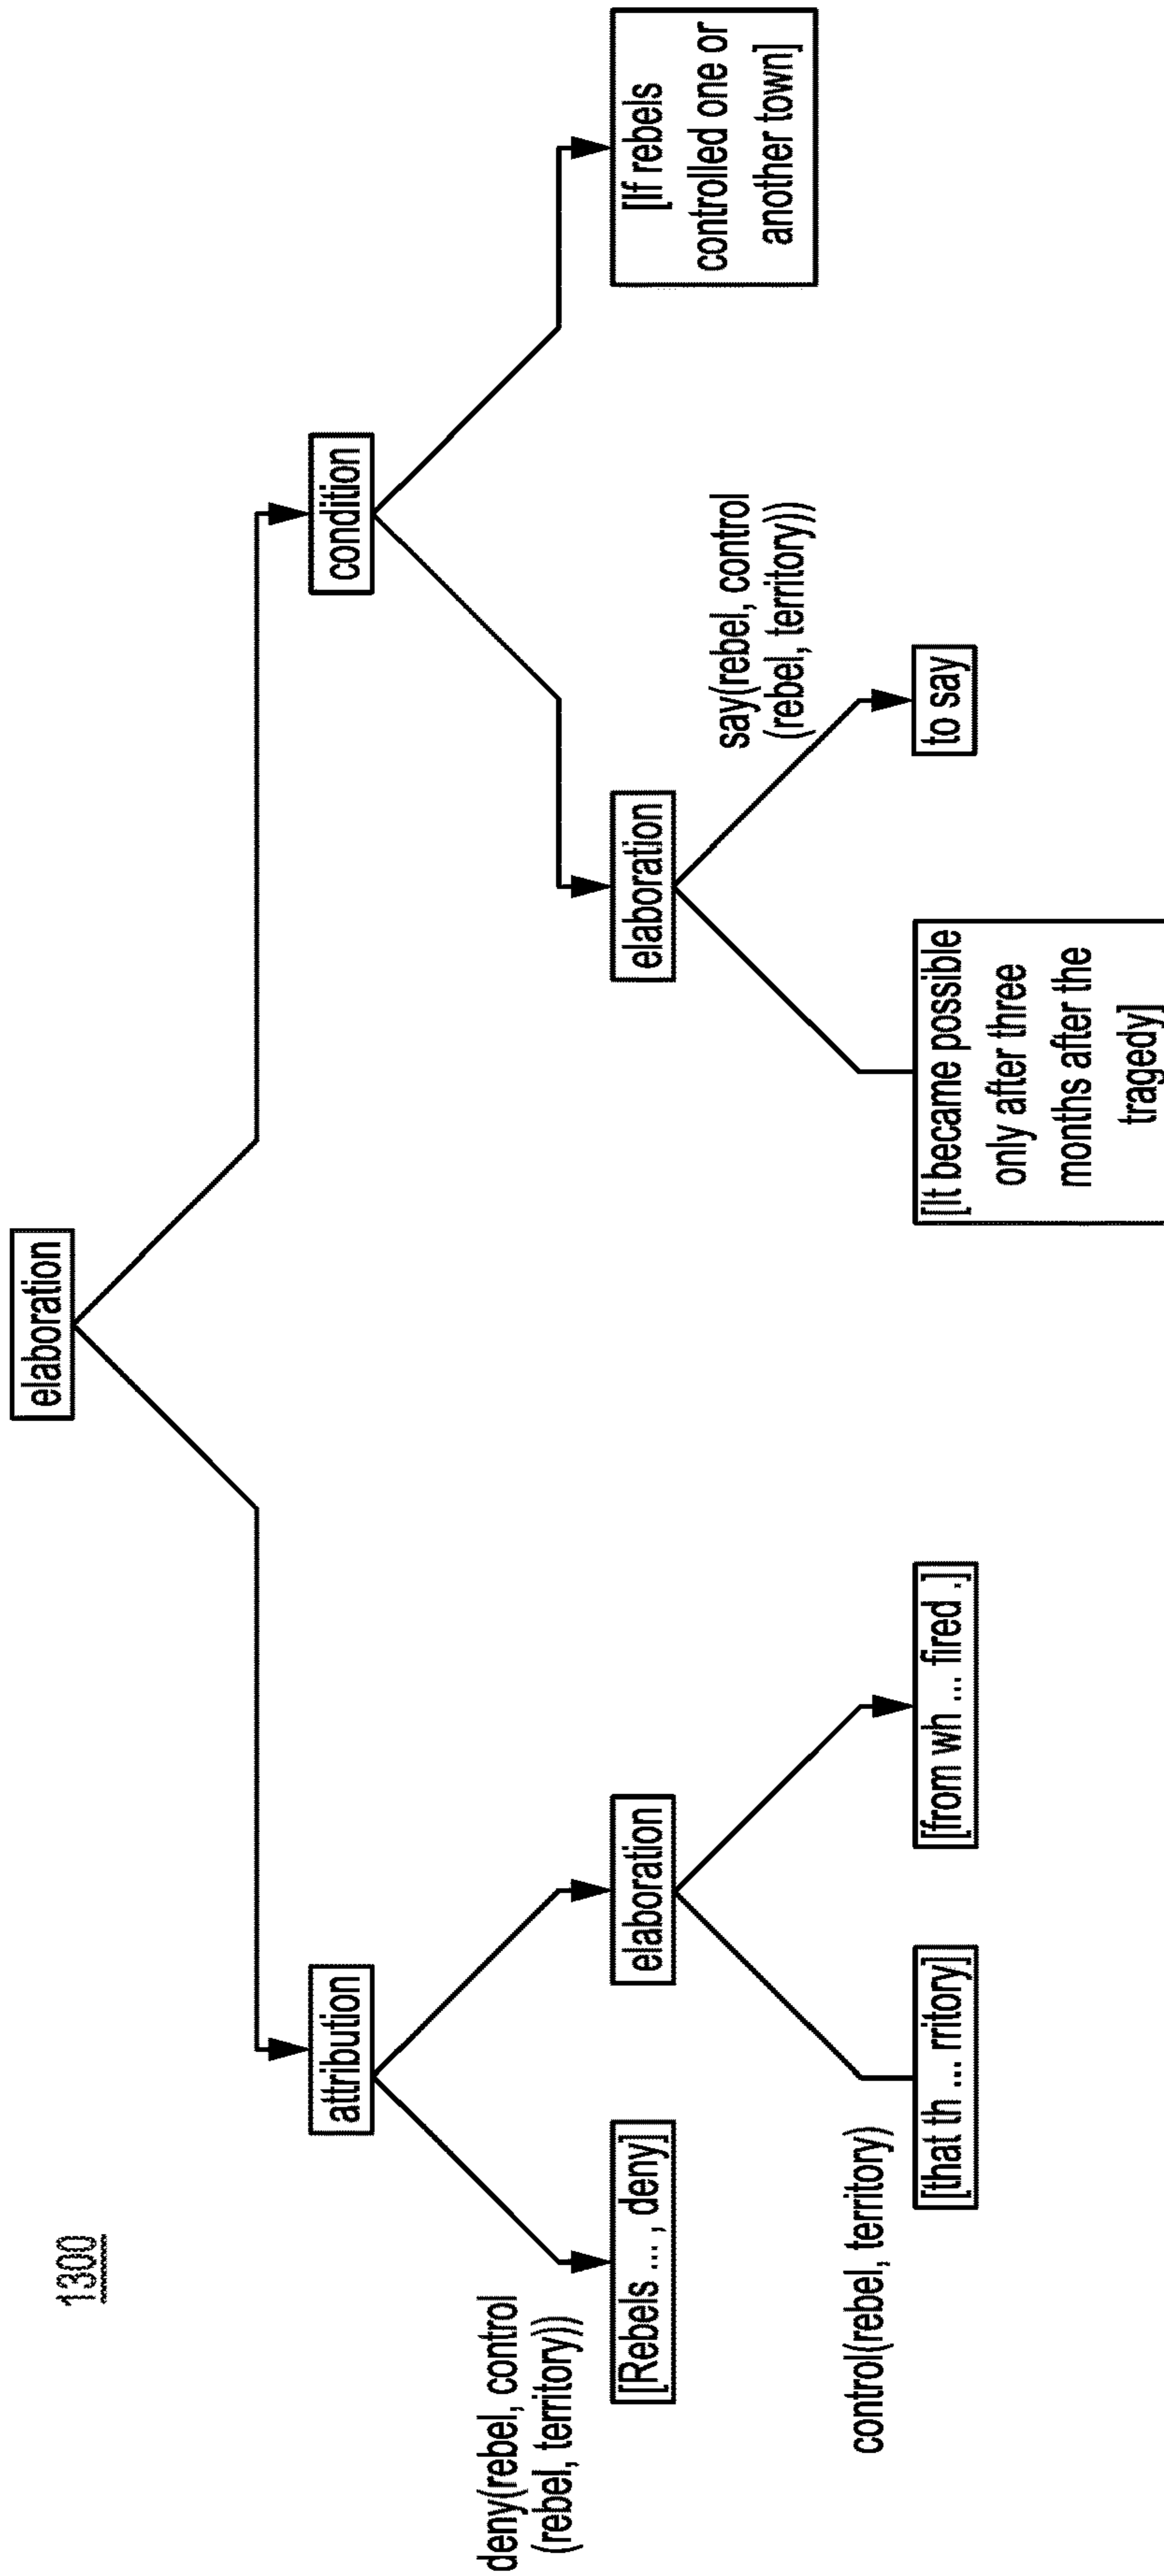 1300
elaboration
attribution
condition
deny(rebel, control
(rebel, territory))
[[Rebels ... , deny]
elaboration
elaboration
[If rebels
controlled one or
another town]
say(rebel, control
(rebel, territory))
control(rebel, territory)
[that th ... rritory]
[from wh ... fired .]
[It became possible
only after three
months after the
tragedy]
to say